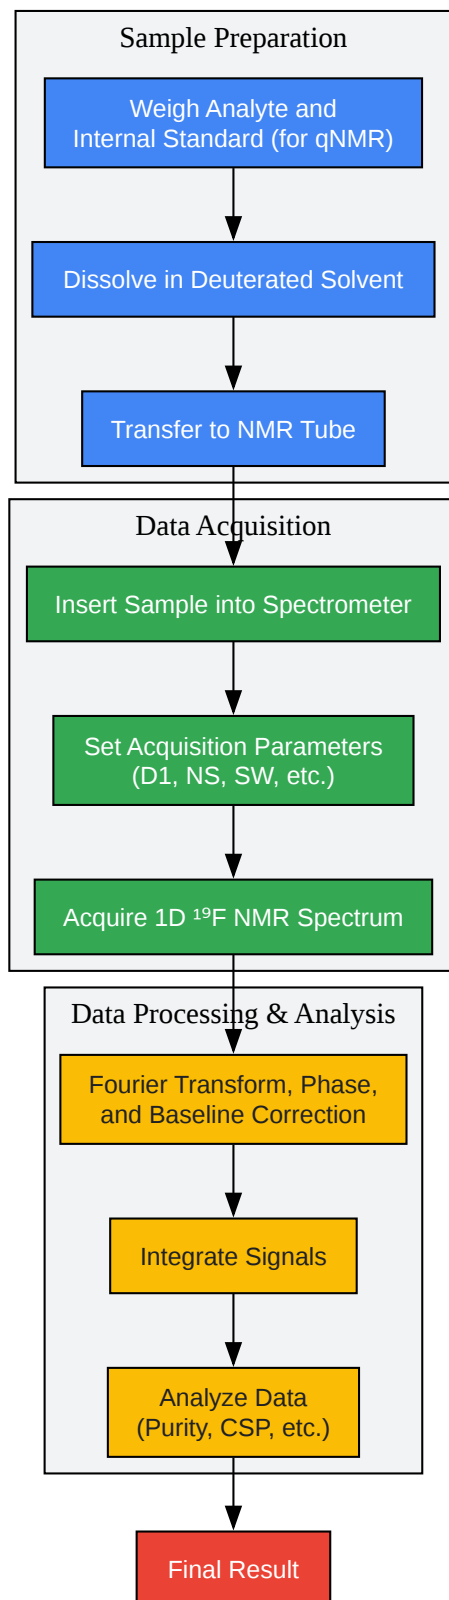 Sample Preparation
Weigh Analyte and
Internal Standard (for qNMR)
Dissolve in Deuterated Solvent
Transfer to NMR Tube
Data Acquisition
Insert Sample into Spectrometer
Set Acquisition Parameters
(D1, NS, SW, etc.)
Acquire 1D ¹⁹F NMR Spectrum
Data Processing & Analysis
Fourier Transform, Phase,
and Baseline Correction
Integrate Signals
Analyze Data
(Purity, CSP, etc.)
Final Result